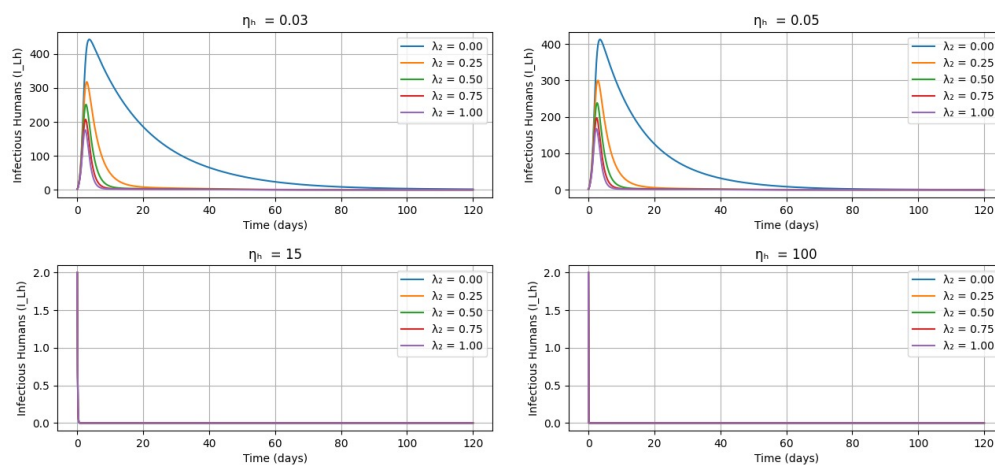 ηₕ = 0.03
Infectious Humans (I_Lh)
400
300
200
100
0
λ₂ = 0.00
λ₂ = 0.25
λ₂ = 0.50
λ₂ = 0.75
λ₂ = 1.00
0 20 40 60 80 100 120
Time (days)
ηₕ = 0.05
Infectious Humans (I_Lh)
400
300
200
100
0
λ₂ = 0.00
λ₂ = 0.25
λ₂ = 0.50
λ₂ = 0.75
λ₂ = 1.00
0 20 40 60 80 100 120
Time (days)
ηₕ = 15
Infectious Humans (I_Lh)
2.0
1.5
1.0
0.5
0.0
λ₂ = 0.00
λ₂ = 0.25
λ₂ = 0.50
λ₂ = 0.75
λ₂ = 1.00
0 20 40 60 80 100 120
Time (days)
ηₕ = 100
Infectious Humans (I_Lh)
2.0
1.5
1.0
0.5
0.0
λ₂ = 0.00
λ₂ = 0.25
λ₂ = 0.50
λ₂ = 0.75
λ₂ = 1.00
0 20 40 60 80 100 120
Time (days)